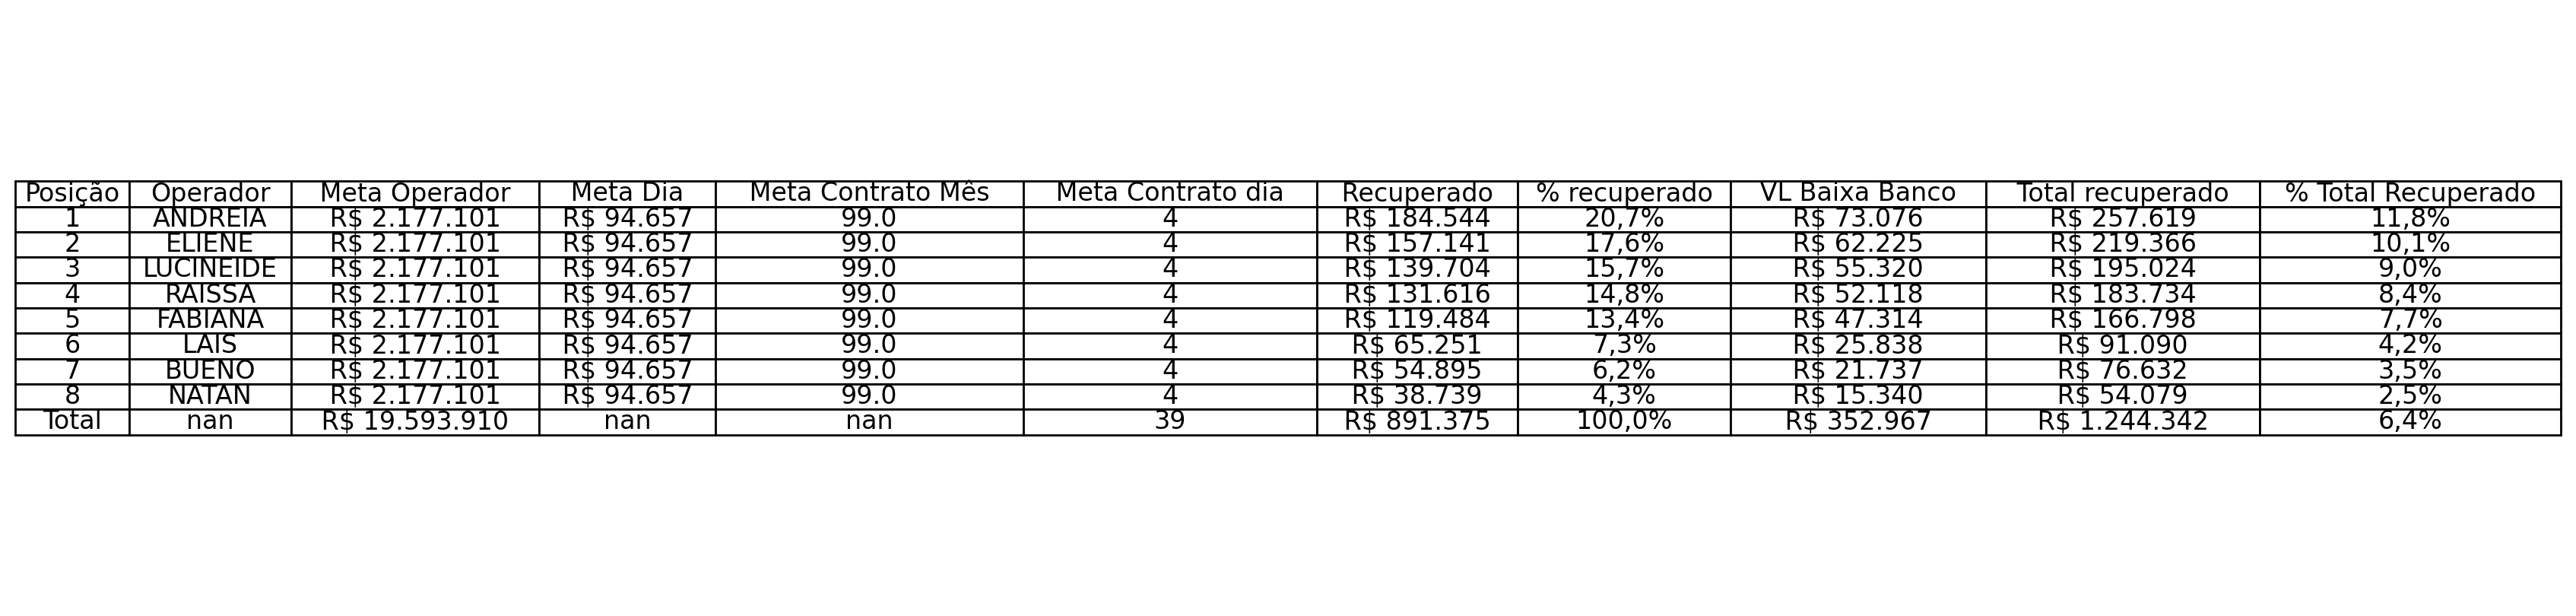 Posição Operador Meta Operador Meta Dia Meta Contrato Mês Meta Contrato dia Recuperado % recuperado VL Baixa Banco Total recuperado % Total Recuperado
1 ANDREIA R$ 2.177.101 R$ 94.657 99.0 4 R$ 184.544 20,7% R$ 73.076 R$ 257.619 11,8%
2 ELIENE R$ 2.177.101 R$ 94.657 99.0 4 R$ 157.141 17,6% R$ 62.225 R$ 219.366 10,1%
3 LUCINEIDE R$ 2.177.101 R$ 94.657 99.0 4 R$ 139.704 15,7% R$ 55.320 R$ 195.024 9,0%
4 RAISSA R$ 2.177.101 R$ 94.657 99.0 4 R$ 131.616 14,8% R$ 52.118 R$ 183.734 8,4%
5 FABIANA R$ 2.177.101 R$ 94.657 99.0 4 R$ 119.484 13,4% R$ 47.314 R$ 166.798 7,7%
6 LAIS R$ 2.177.101 R$ 94.657 99.0 4 R$ 65.251 7,3% R$ 25.838 R$ 91.090 4,2%
7 BUENO R$ 2.177.101 R$ 94.657 99.0 4 R$ 54.895 6,2% R$ 21.737 R$ 76.632 3,5%
8 NATAN R$ 2.177.101 R$ 94.657 99.0 4 R$ 38.739 4,3% R$ 15.340 R$ 54.079 2,5%
Total nan R$ 19.593.910 nan nan 39 R$ 891.375 100,0% R$ 352.967 R$ 1.244.342 6,4%